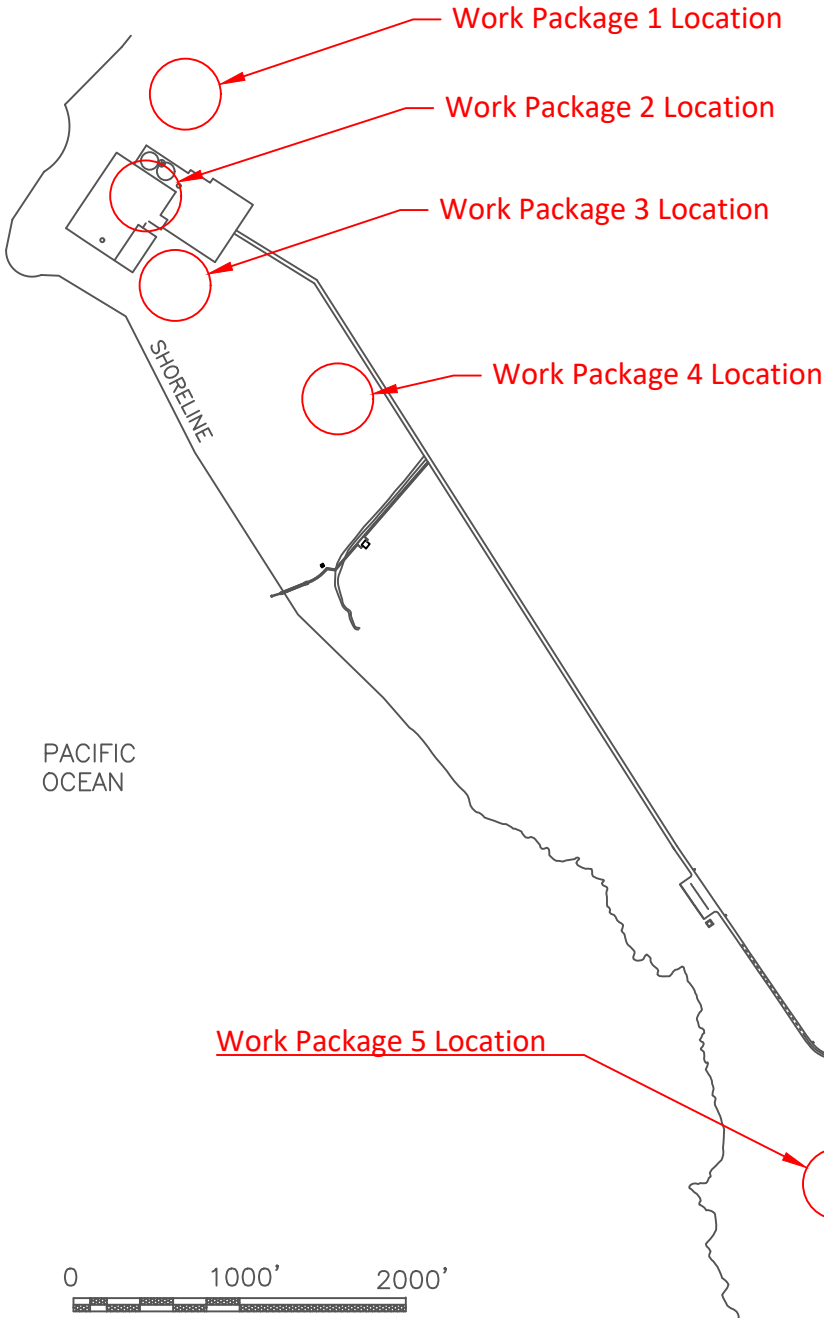 Work Package 1 Location
Work Package 2 Location
Work Package 3 Location
SHORELINE
Work Package 4 Location
PACIFIC
OCEAN
Work Package 5 Location
0 1000' 2000'